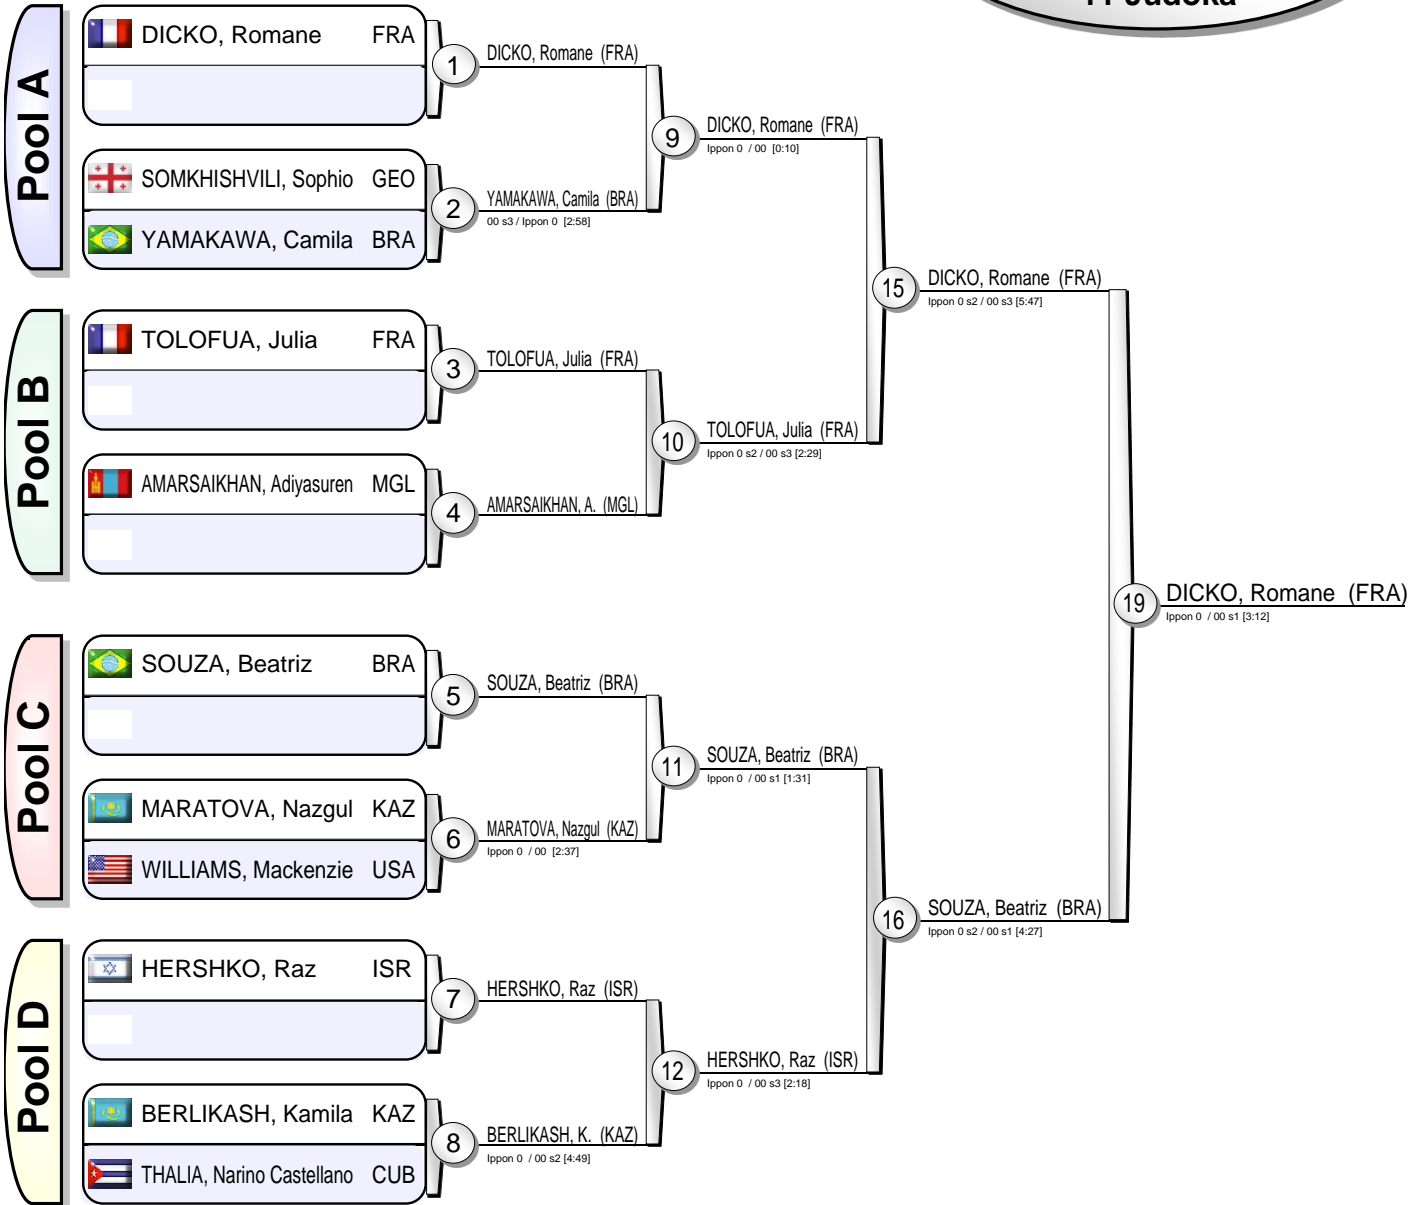 11 Judoka
Pool A
DICKO, Romane FRA
SOMKHISHVILI, Sophio GEO
YAMAKAWA, Camila BRA
1
DICKO, Romane (FRA)
2
YAMAKAWA, Camila (BRA)
00 s3 / Ippon 0 [2:58]
9
DICKO, Romane (FRA)
Ippon 0 / 00 [0:10]
Pool B
TOLOFUA, Julia FRA
AMARSAIKHAN, Adiyasuren MGL
3
TOLOFUA, Julia (FRA)
4
AMARSAIKHAN, A. (MGL)
10
TOLOFUA, Julia (FRA)
Ippon 0 s2 / 00 s3 [2:29]
15
DICKO, Romane (FRA)
Ippon 0 s2 / 00 s3 [5:47]
Pool C
SOUZA, Beatriz BRA
MARATOVA, Nazgul KAZ
WILLIAMS, Mackenzie USA
5
SOUZA, Beatriz (BRA)
6
MARATOVA, Nazgul (KAZ)
Ippon 0 / 00 [2:37]
11
SOUZA, Beatriz (BRA)
Ippon 0 / 00 s1 [1:31]
Pool D
HERSHKO, Raz ISR
BERLIKASH, Kamila KAZ
THALIA, Narino Castellano CUB
7
HERSHKO, Raz (ISR)
8
BERLIKASH, K. (KAZ)
Ippon 0 / 00 s2 [4:49]
12
HERSHKO, Raz (ISR)
Ippon 0 / 00 s3 [2:18]
16
SOUZA, Beatriz (BRA)
Ippon 0 s2 / 00 s1 [4:27]
19
DICKO, Romane (FRA)
Ippon 0 / 00 s1 [3:12]